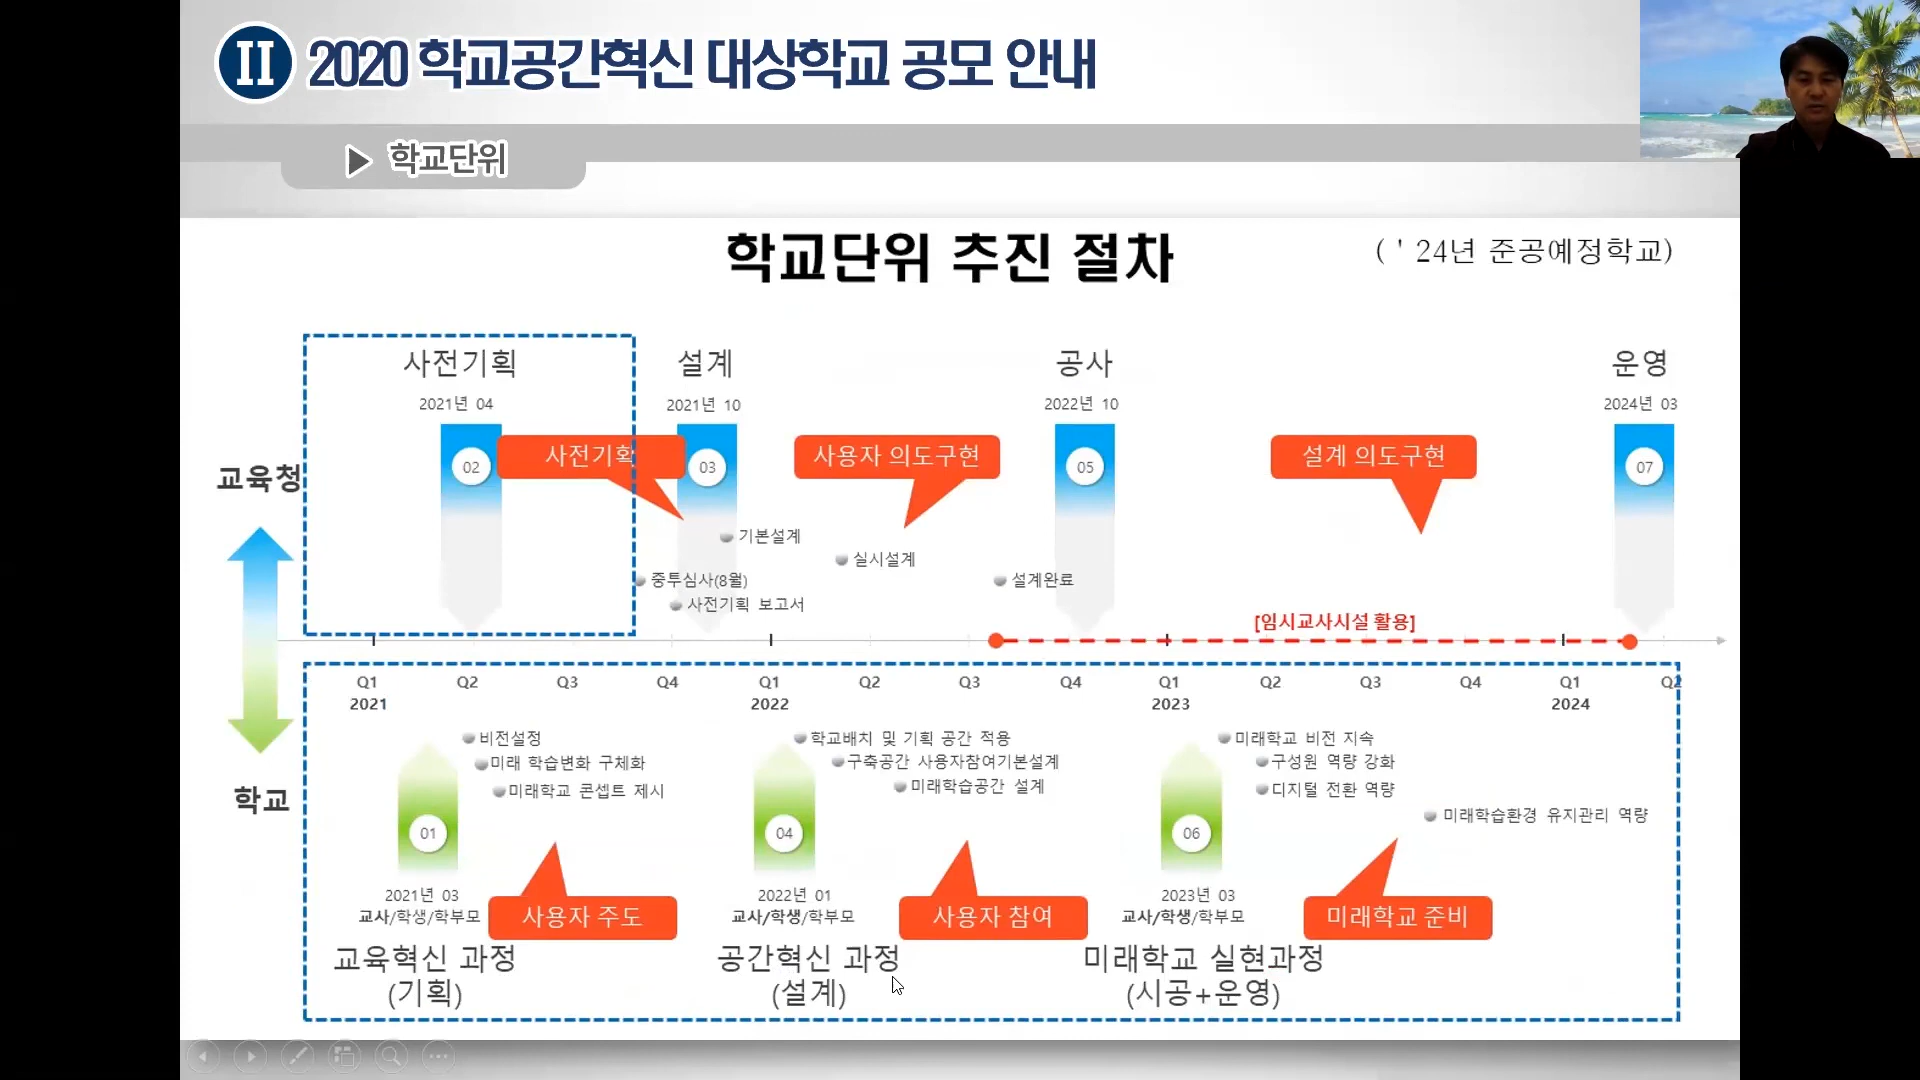 II 2020 학교공간혁신 대상학교 공모 안내
▶ 학교단위
학교단위 추진 절차
( ' 24년 준공예정학교)
사전기획
2021년 04
설계
2021년 10
공사
2022년 10
운영
2024년 03
교육청
02
사전기획
03
사용자 의도구현
05
설계 의도구현
07
기본설계
실시설계
중투심사(8월)
설계완료
사전기획 보고서
[임시교사시설 활용]
Q1 Q2 Q3 Q4 Q1 Q2 Q3 Q4 Q1 Q2 Q3 Q4 Q1 Q2
2021 2022 2023 2024
학교
비전설정
미래 학습변화 구체화
미래학교 콘셉트 제시
01
2021년 03
교사/학생/학부모
사용자 주도
교육혁신 과정
(기획)
학교배치 및 기획 공간 적용
구축공간 사용자참여기본설계
미래학습공간 설계
04
2022년 01
교사/학생/학부모
사용자 참여
공간혁신 과정
(설계)
미래학교 비전 지속
구성원 역량 강화
디지털 전환 역량
미래학습환경 유지관리 역량
06
2023년 03
교사/학생/학부모
미래학교 준비
미래학교 실현과정
(시공+운영)